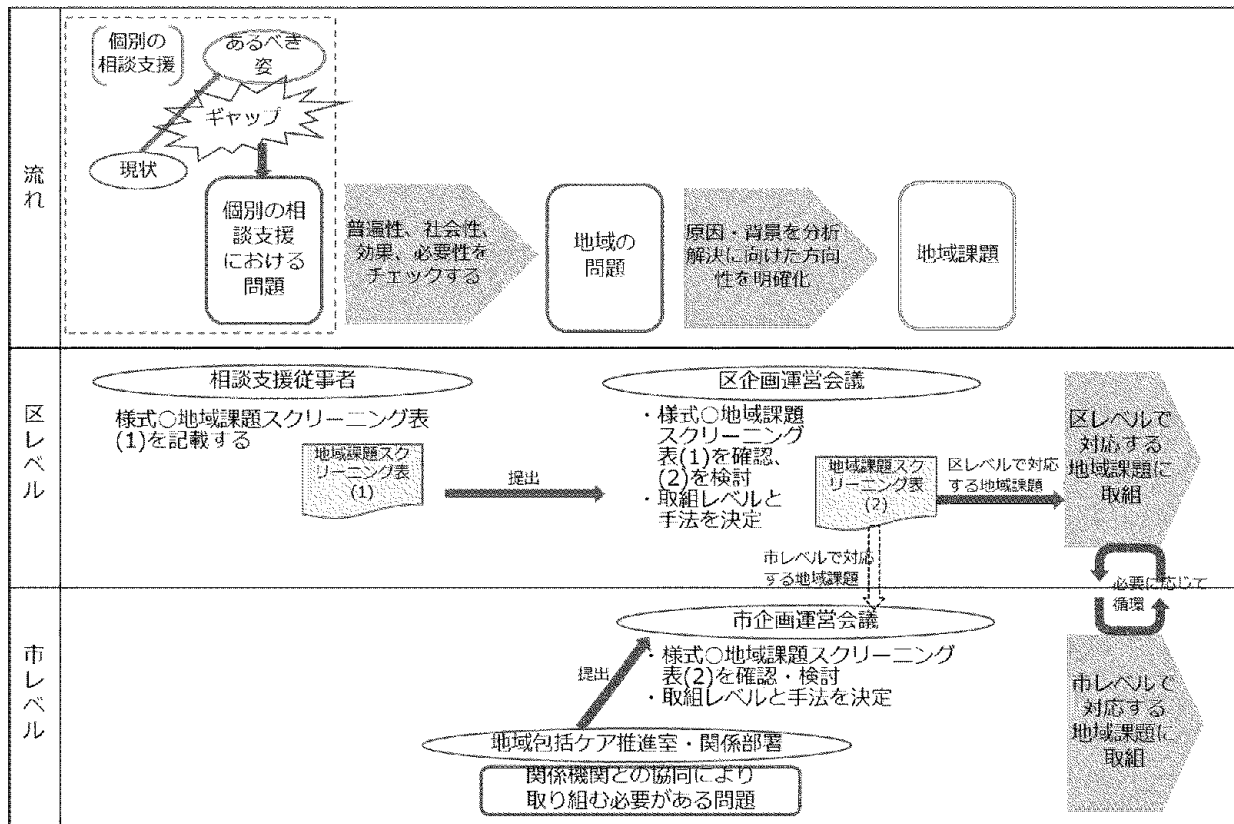 流れ
個別の
相談支援
あるべき
姿
ギャップ
現状
個別の相
談支援
における
問題
普遍性、社会性、
効果、必要性を
チェックする
地域の
問題
原因・背景を分析
解決に向けた方向
性を明確化
地域課題
区レベル
相談支援従事者
様式○地域課題スクリーニング表
(1)を記載する
地域課題スク
リーニング表
(1)
提出
区企画運営会議
・様式○地域課題
スクリーニング
表(1)を確認、
(2)を検討
・取組レベルと
手法を決定
地域課題スク
リーニング表
(2)
区レベルで対応
する地域課題
区レベルで
対応する
地域課題に
取組
市レベルで対応
する地域課題
必要に応じて
循環
市レベル
市企画運営会議
提出
・様式○地域課題スクリーニング
表(2)を確認・検討
・取組レベルと手法を決定
地域包括ケア推進室・関係部署
関係機関との協同により
取り組む必要がある問題
市レベルで
対応する
地域課題に
取組